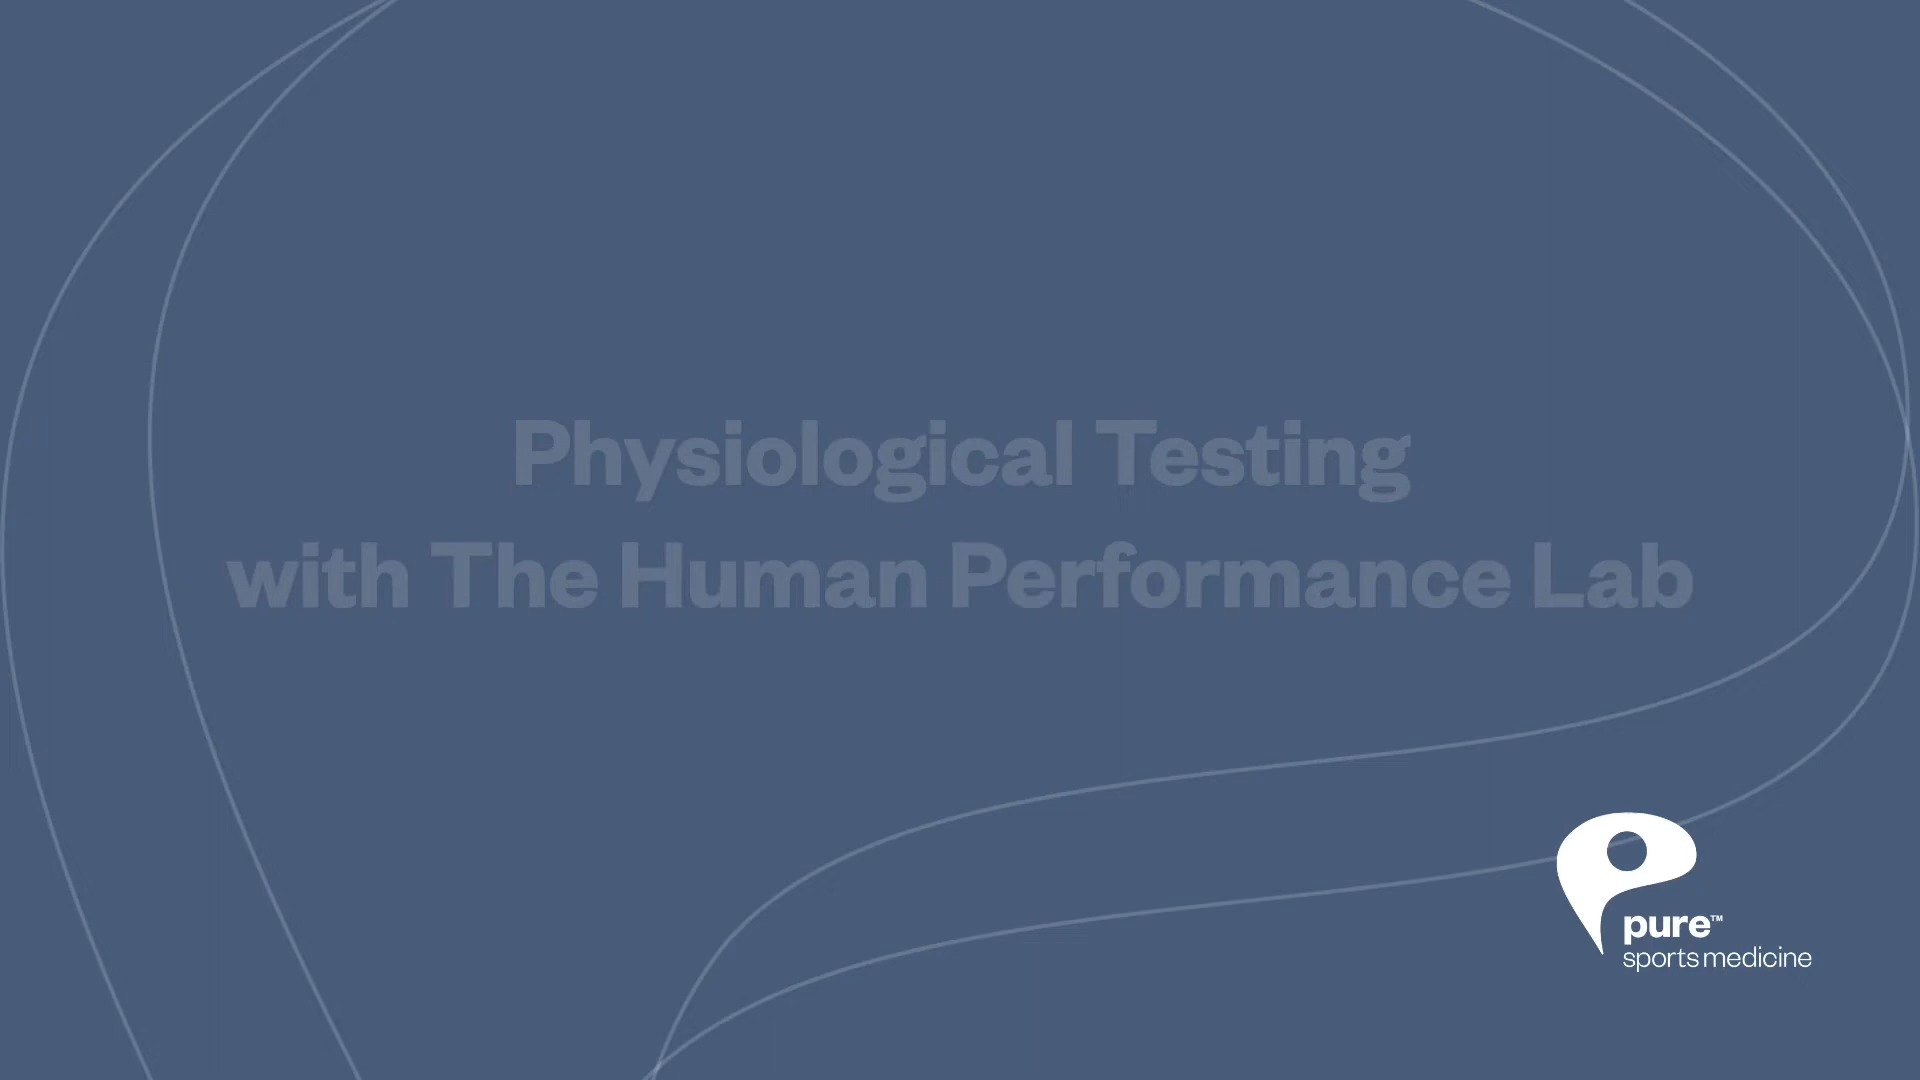 Physiological Testing
with The Human Performance Lab
pure™
sports medicine